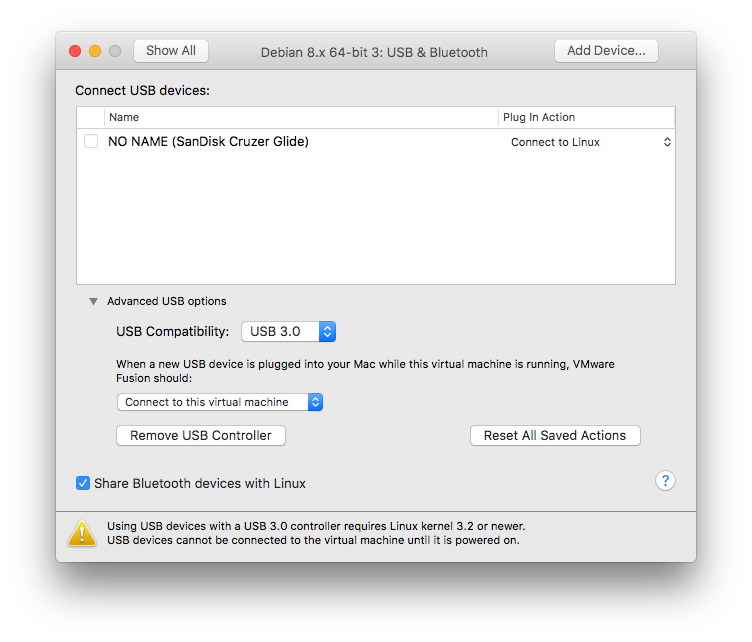 Show All
Debian 8.x 64-bit 3: USB & Bluetooth
Add Device...
Connect USB devices:
Name
Plug In Action
NO NAME (SanDisk Cruzer Glide)
Connect to Linux
Advanced USB options
USB Compatibility:
USB 3.0
When a new USB device is plugged into your Mac while this virtual machine is running, VMware
Fusion should:
Connect to this virtual machine
Remove USB Controller
Reset All Saved Actions
Share Bluetooth devices with Linux
?
Using USB devices with a USB 3.0 controller requires Linux kernel 3.2 or newer.
USB devices cannot be connected to the virtual machine until it is powered on.